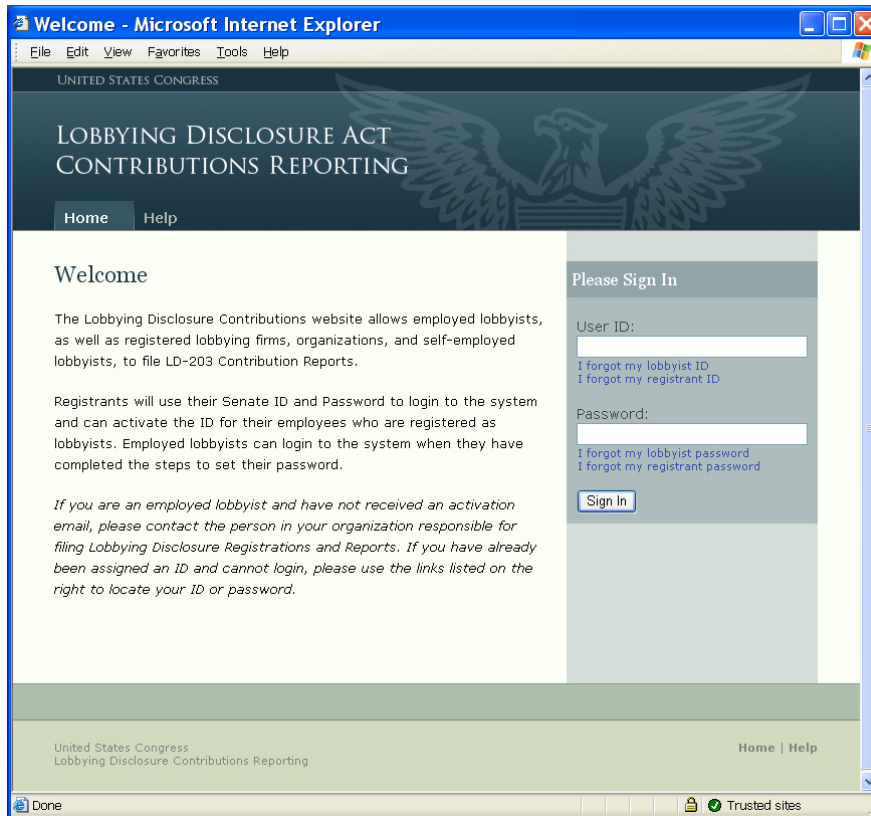 Welcome - Microsoft Internet Explorer
File Edit View Favorites Tools Help
UNITED STATES CONGRESS
LOBBYING DISCLOSURE ACT
CONTRIBUTIONS REPORTING
Home Help
Welcome
The Lobbying Disclosure Contributions website allows employed lobbyists,
as well as registered lobbying firms, organizations, and self-employed
lobbyists, to file LD-203 Contribution Reports.
Registrants will use their Senate ID and Password to login to the system
and can activate the ID for their employees who are registered as
lobbyists. Employed lobbyists can login to the system when they have
completed the steps to set their password.
If you are an employed lobbyist and have not received an activation
email, please contact the person in your organization responsible for
filing Lobbying Disclosure Registrations and Reports. If you have already
been assigned an ID and cannot login, please use the links listed on the
right to locate your ID or password.
Please Sign In
User ID:
I forgot my lobbyist ID
I forgot my registrant ID
Password:
I forgot my lobbyist password
I forgot my registrant password
Sign In
United States Congress
Lobbying Disclosure Contributions Reporting
Home | Help
Done
Trusted sites